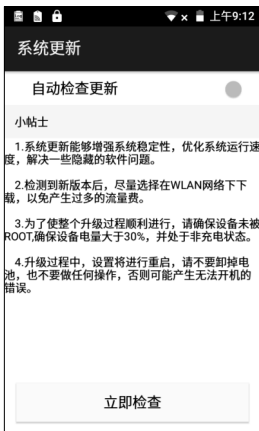 上午9:12
系统更新
自动检查更新
小帖士
1.系统更新能够增强系统稳定性，优化系统运行速
度，解决一些隐藏的软件问题。
2.检测到新版本后，尽量选择在WLAN网络下下
载，以免产生过多的流量费。
3.为了使整个升级过程顺利进行，请确保设备未被
ROOT,确保设备电量大于30%，并处于非充电状态。
4.升级过程中，设置将进行重启，请不要卸掉电
池，也不要做任何操作，否则可能产生无法开机的
错误。
立即检查